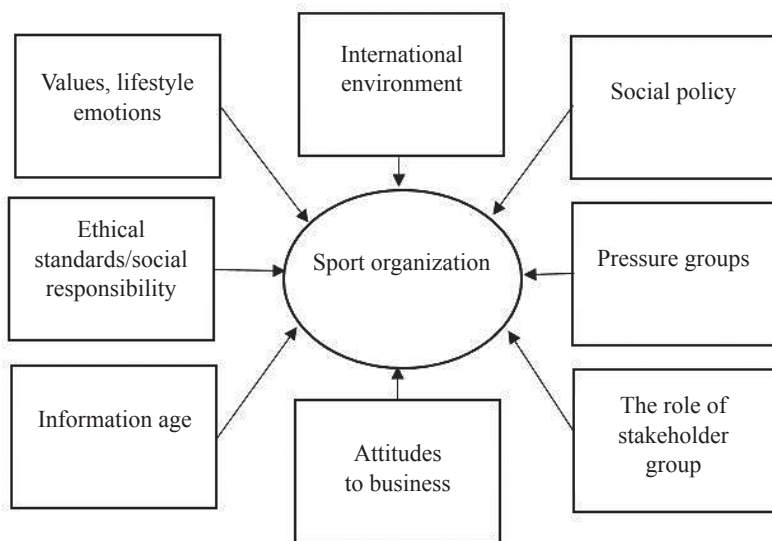 Values, lifestyle
emotions
International
environment
Social policy
Ethical
standards/social
responsibility
Sport organization
Pressure groups
Information age
Attitudes
to business
The role of
stakeholder
group